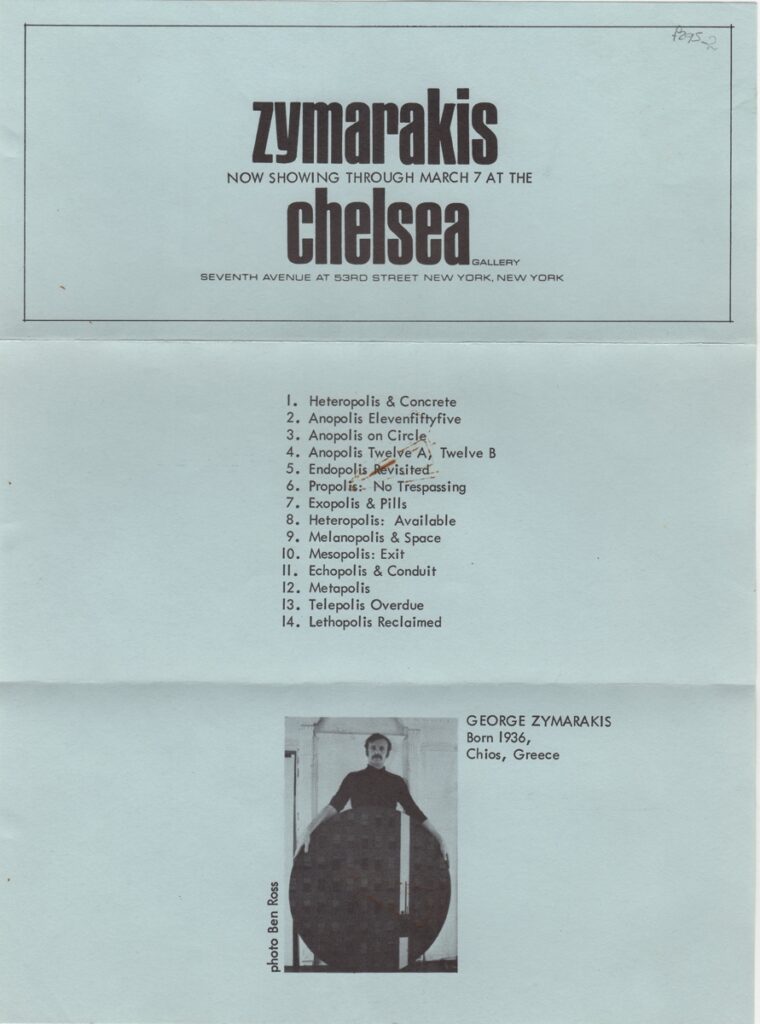 zymarakis
NOW SHOWING THROUGH MARCH 7 AT THE
chelsea GALLERY
SEVENTH AVENUE AT 53RD STREET NEW YORK, NEW YORK
1. Heteropolis & Concrete
2. Anopolis Elevenfiftyfive
3. Anopolis on Circle
4. Anopolis Twelve A, Twelve B
5. Endopolis Revisited
6. Propolis: No Trespassing
7. Exopolis & Pills
8. Heteropolis: Available
9. Melanopolis & Space
10. Mesopolis: Exit
11. Echopolis & Conduit
12. Metapolis
13. Telepolis Overdue
14. Lethopolis Reclaimed
GEORGE ZYMARAKIS
Born 1936,
Chios, Greece
photo Ben Ross